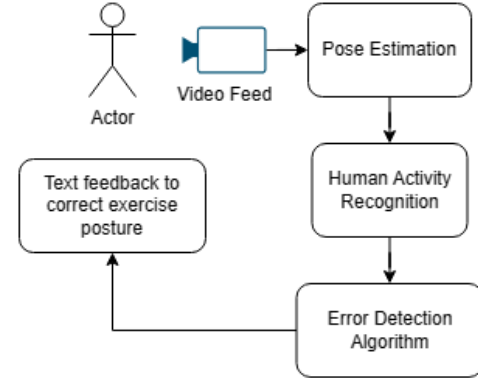 Pose Estimation
Video Feed
Actor
Human Activity
Recognition
Text feedback to
correct exercise
posture
Error Detection
Algorithm